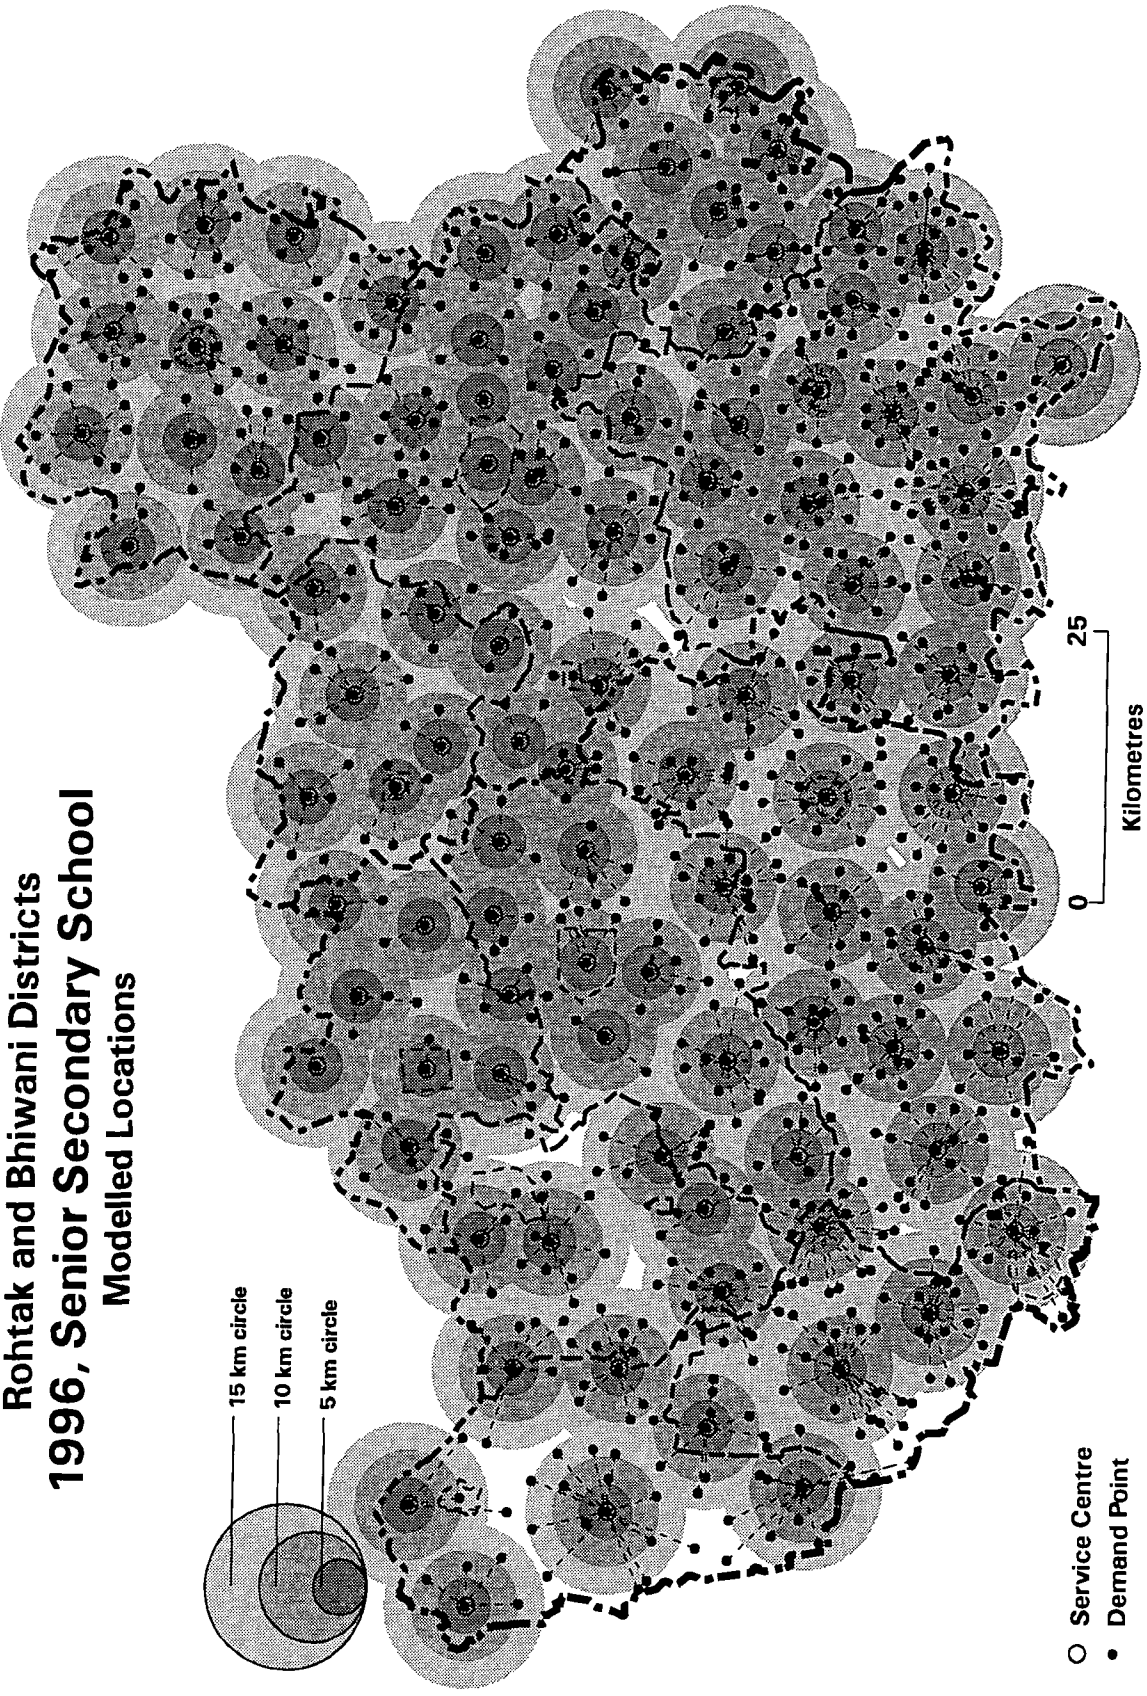 Rohtak and Bhiwani Districts
1996, Senior Secondary School
Modelled Locations
15 km circle
10 km circle
5 km circle
Service Centre
Demand Point
0
25
Kilometres